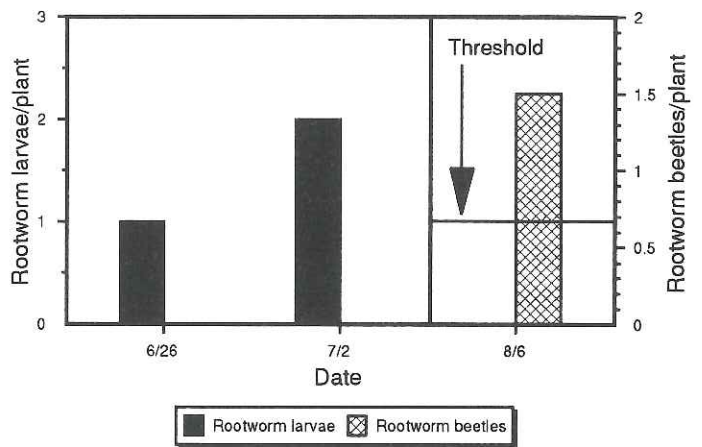 Rootworm larvae/plant
3
2
1
0
Threshold
2
1.5
1
0.5
0
Rootworm beetles/plant
6/26
7/2
8/6
Date
Rootworm larvae
Rootworm beetles